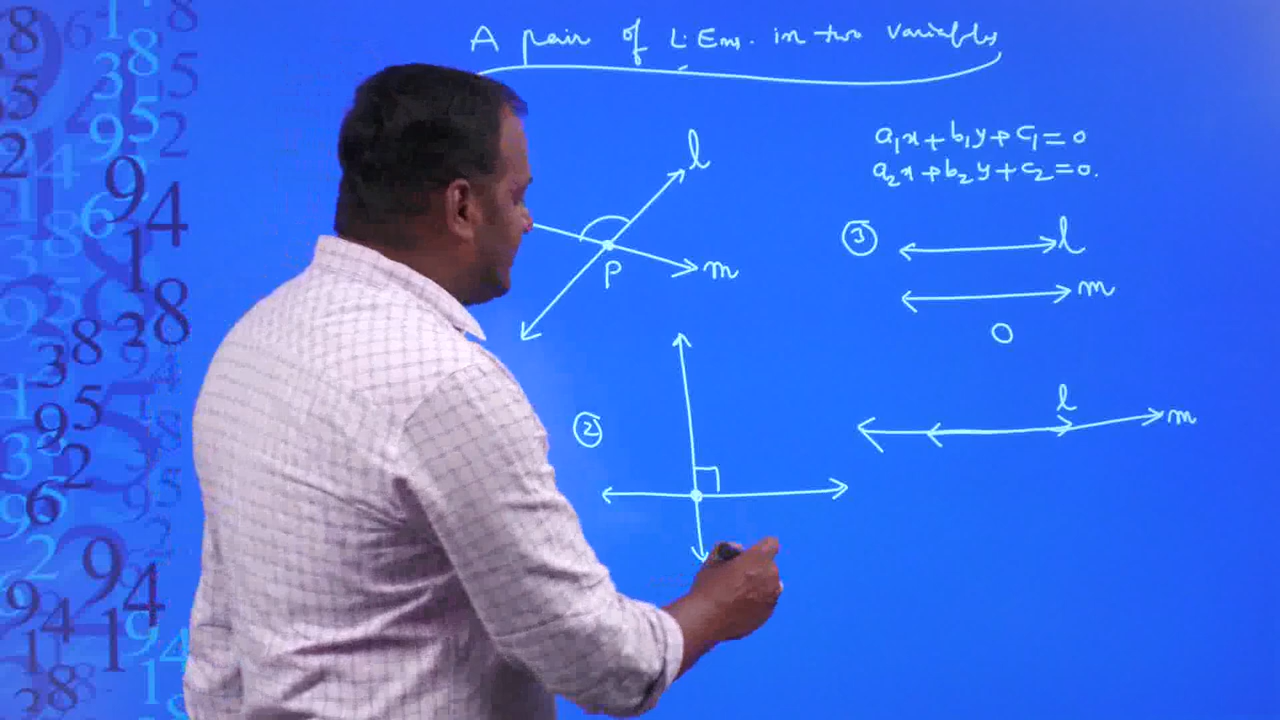 A pair of L. Eqns. in two variables
a₁x + b₁y + c₁ = 0
a₂x + b₂y + c₂ = 0.
l
m
P
③
l
m
0
②
l
m